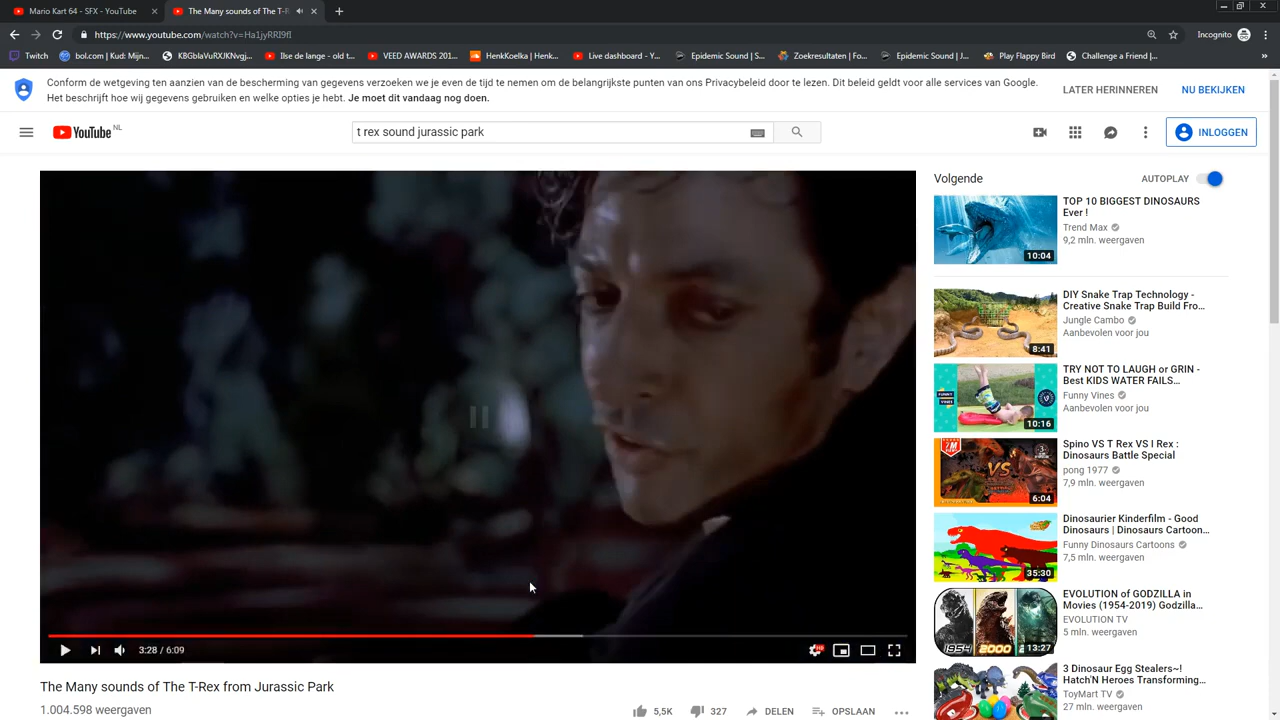 Mario Kart 64 - SFX - YouTube
The Many sounds of The T-R
https://www.youtube.com/watch?v=Ha1jyRRI9fI
Incognito
Twitch
bol.com | Kud: Mijn...
KBGbIaVuRXJKNvgj...
Ilse de lange - old t...
VEED AWARDS 201...
HenkKoelka | Henk...
Live dashboard - Y...
Epidemic Sound | S...
Zoekresultaten | Fo...
Epidemic Sound | J...
Play Flappy Bird
Challenge a Friend |...
Conform de wetgeving ten aanzien van de bescherming van gegevens verzoeken we je even de tijd te nemen om de belangrijkste punten van ons Privacybeleid door te lezen. Dit beleid geldt voor alle services van Google.
Het beschrijft hoe wij gegevens gebruiken en welke opties je hebt. Je moet dit vandaag nog doen.
LATER HERINNEREN
NU BEKIJKEN
YouTube NL
t rex sound jurassic park
INLOGGEN
Volgende
AUTOPLAY
TOP 10 BIGGEST DINOSAURS
Ever !
Trend Max
9,2 mln. weergaven
10:04
DIY Snake Trap Technology -
Creative Snake Trap Build Fro...
Jungle Cambo
Aanbevolen voor jou
8:41
TRY NOT TO LAUGH or GRIN -
Best KIDS WATER FAILS...
Funny Vines
Aanbevolen voor jou
10:16
Spino VS T Rex VS I Rex :
Dinosaurs Battle Special
pong 1977
7,9 mln. weergaven
VS
6:04
Dinosaurier Kinderfilm - Good
Dinosaurs | Dinosaurs Cartoon...
Funny Dinosaurs Cartoons
7,5 mln. weergaven
35:30
EVOLUTION of GODZILLA in
Movies (1954-2019) Godzilla...
EVOLUTION TV
5 mln. weergaven
1954 2000
13:27
3 Dinosaur Egg Stealers~!
Hatch'N Heroes Transforming...
ToyMart TV
27 mln. weergaven
3:28 / 6:09
HD
The Many sounds of The T-Rex from Jurassic Park
1.004.598 weergaven
5,5K
327
DELEN
OPSLAAN